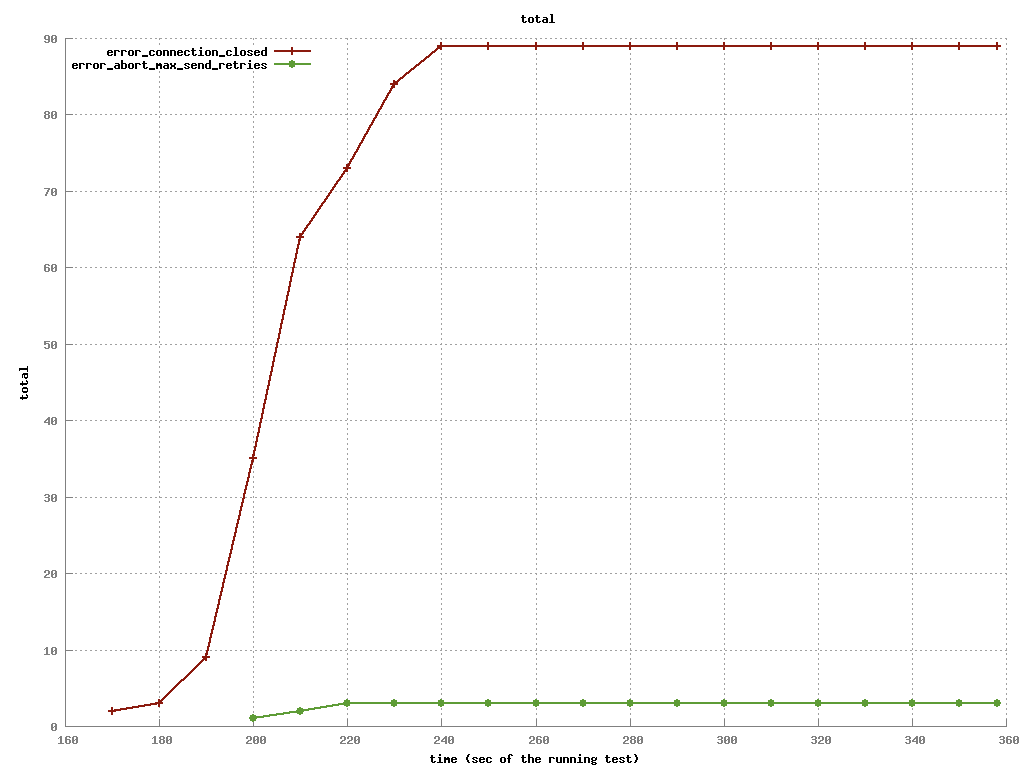 total
error_connection_closed
error_abort_max_send_retries
90
80
70
60
50
40
30
20
10
0
total
160 180 200 220 240 260 280 300 320 340 360
time (sec of the running test)